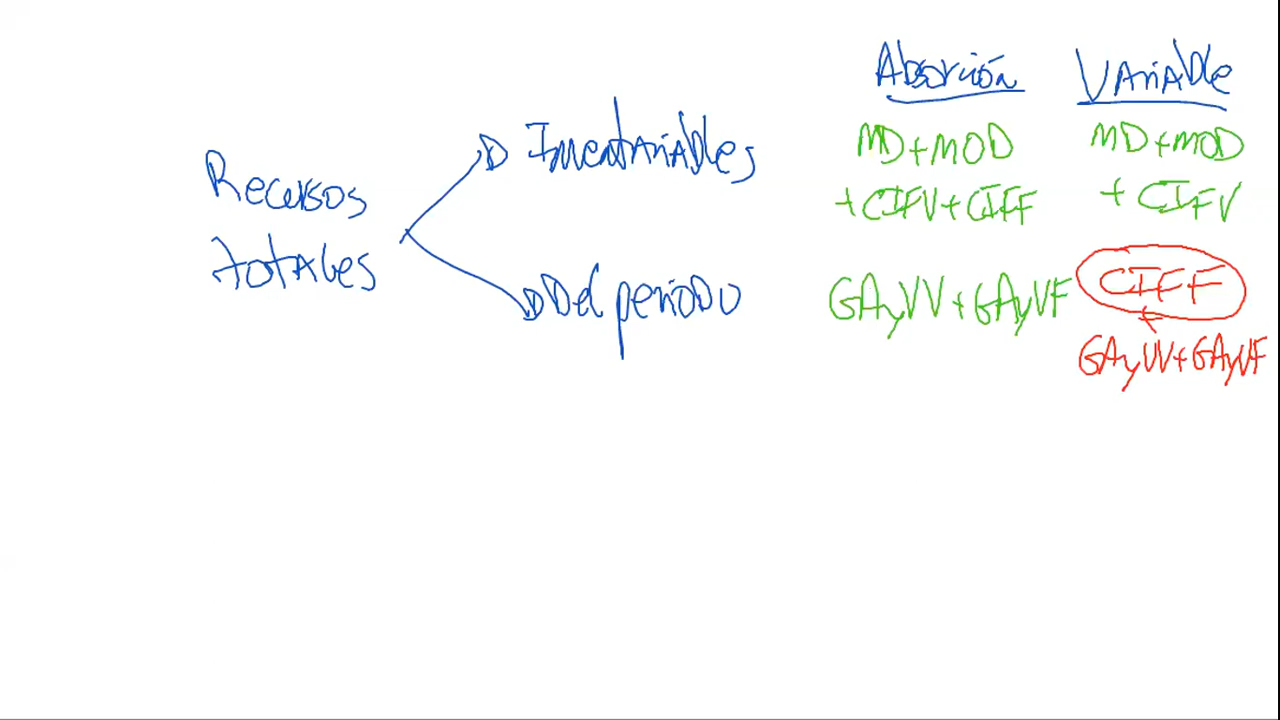 Absorción VARiAble
Recursos totAles
InventARiAbles MD+MOD +CIFV+CIFF MD+MOD + CIFV
Del perioDo GAyVV+GAyVF CIFF + GAyVV+GAyVF